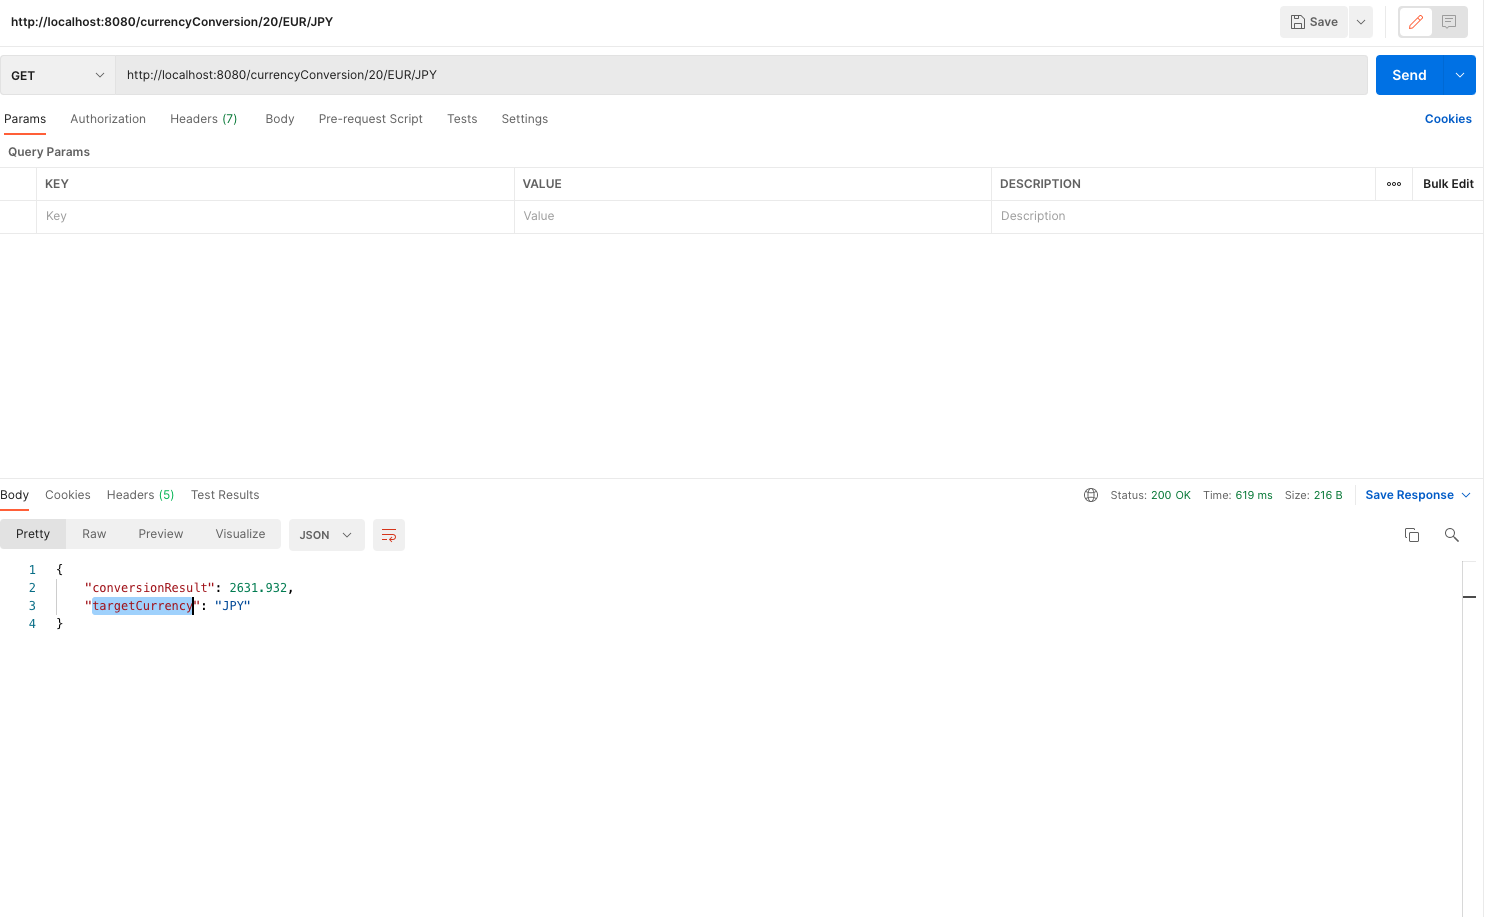 http://localhost:8080/currencyConversion/20/EUR/JPY
Save
GET
http://localhost:8080/currencyConversion/20/EUR/JPY
Send
Params Authorization Headers (7) Body Pre-request Script Tests Settings Cookies
Query Params
KEY VALUE DESCRIPTION ooo Bulk Edit
Key Value Description
Body Cookies Headers (5) Test Results Status: 200 OK Time: 619 ms Size: 216 B Save Response
Pretty Raw Preview Visualize JSON
1 {
2 "conversionResult": 2631.932,
3 "targetCurrency": "JPY"
4 }